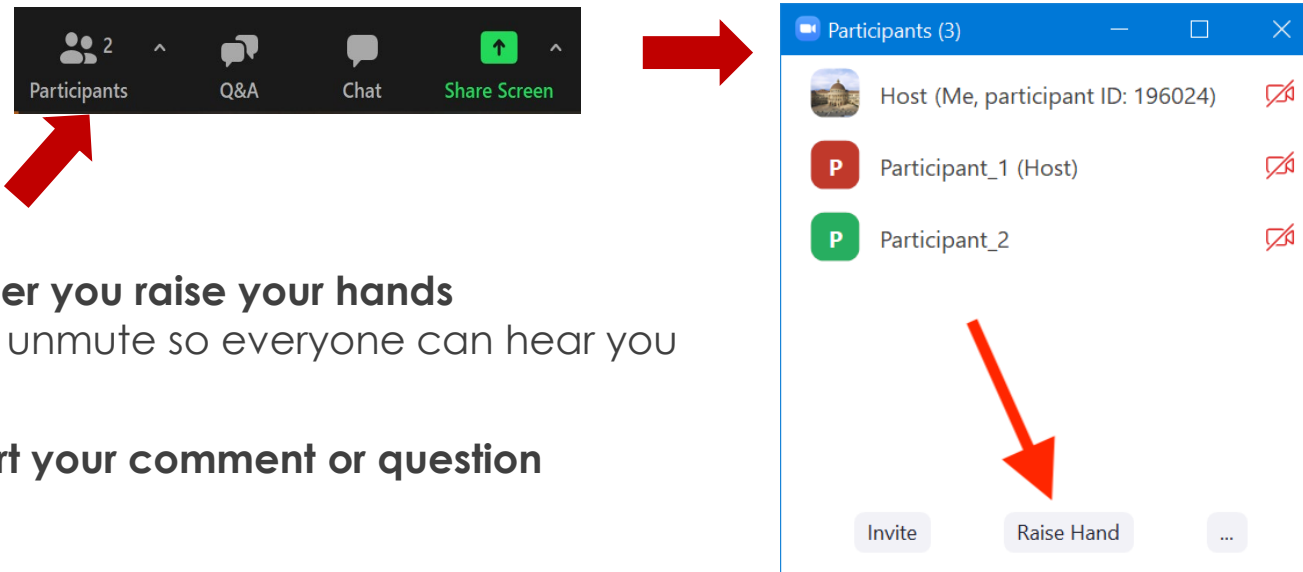 2
Participants
Q&A
Chat
Share Screen
er you raise your hands
unmute so everyone can hear you
rt your comment or question
Participants (3)
Host (Me, participant ID: 196024)
P
Participant_1 (Host)
P
Participant_2
Invite
Raise Hand
...